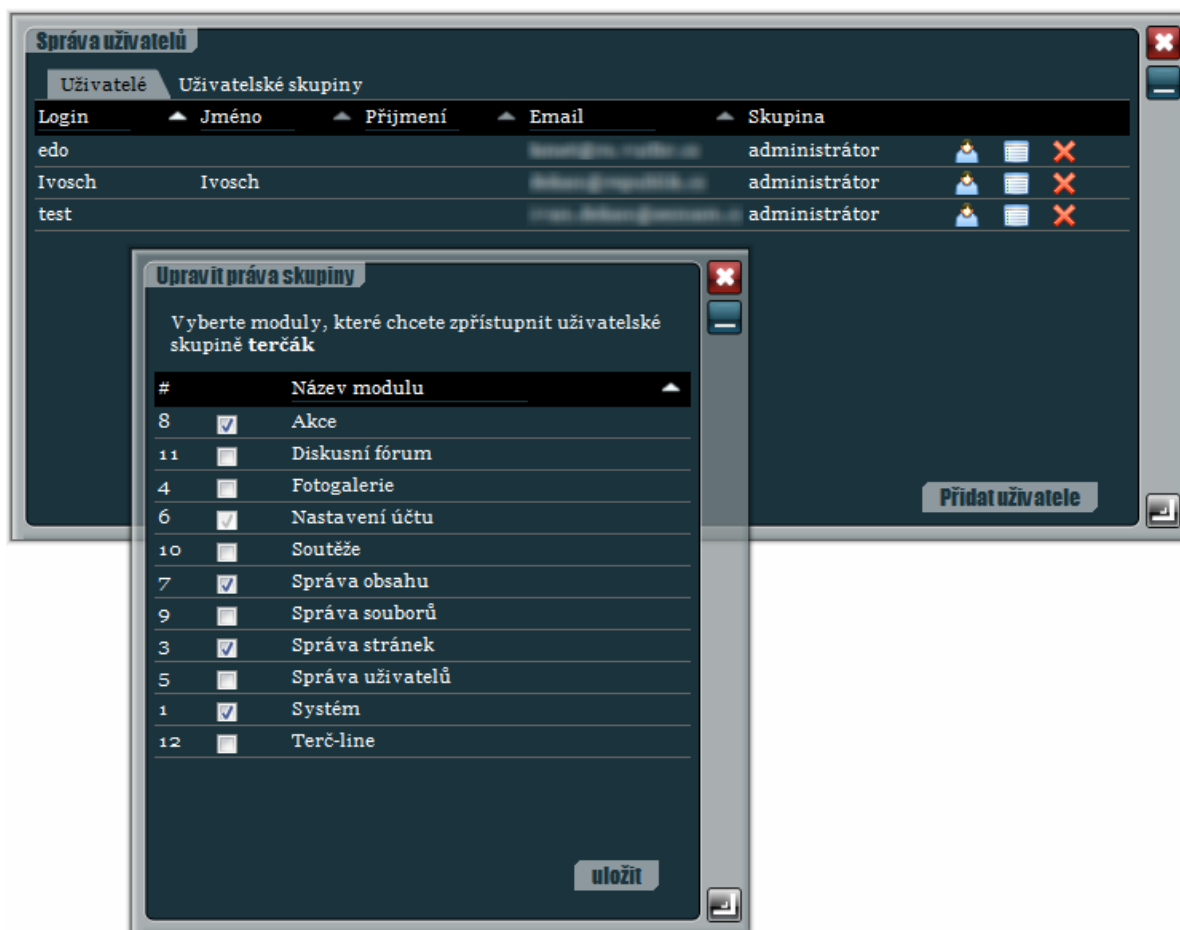 Správa uživatelů
Uživatelé Uživatelské skupiny
Login Jméno Přijmení Email Skupina
edo administrátor
Ivosch Ivosch administrátor
test administrátor
Přidat uživatele
Upravit práva skupiny
Vyberte moduly, které chcete zpřístupnit uživatelské
skupině terčák
# Název modulu
8 Akce
11 Diskusní fórum
4 Fotogalerie
6 Nastavení účtu
10 Soutěže
7 Správa obsahu
9 Správa souborů
3 Správa stránek
5 Správa uživatelů
1 Systém
12 Terč-line
uložit